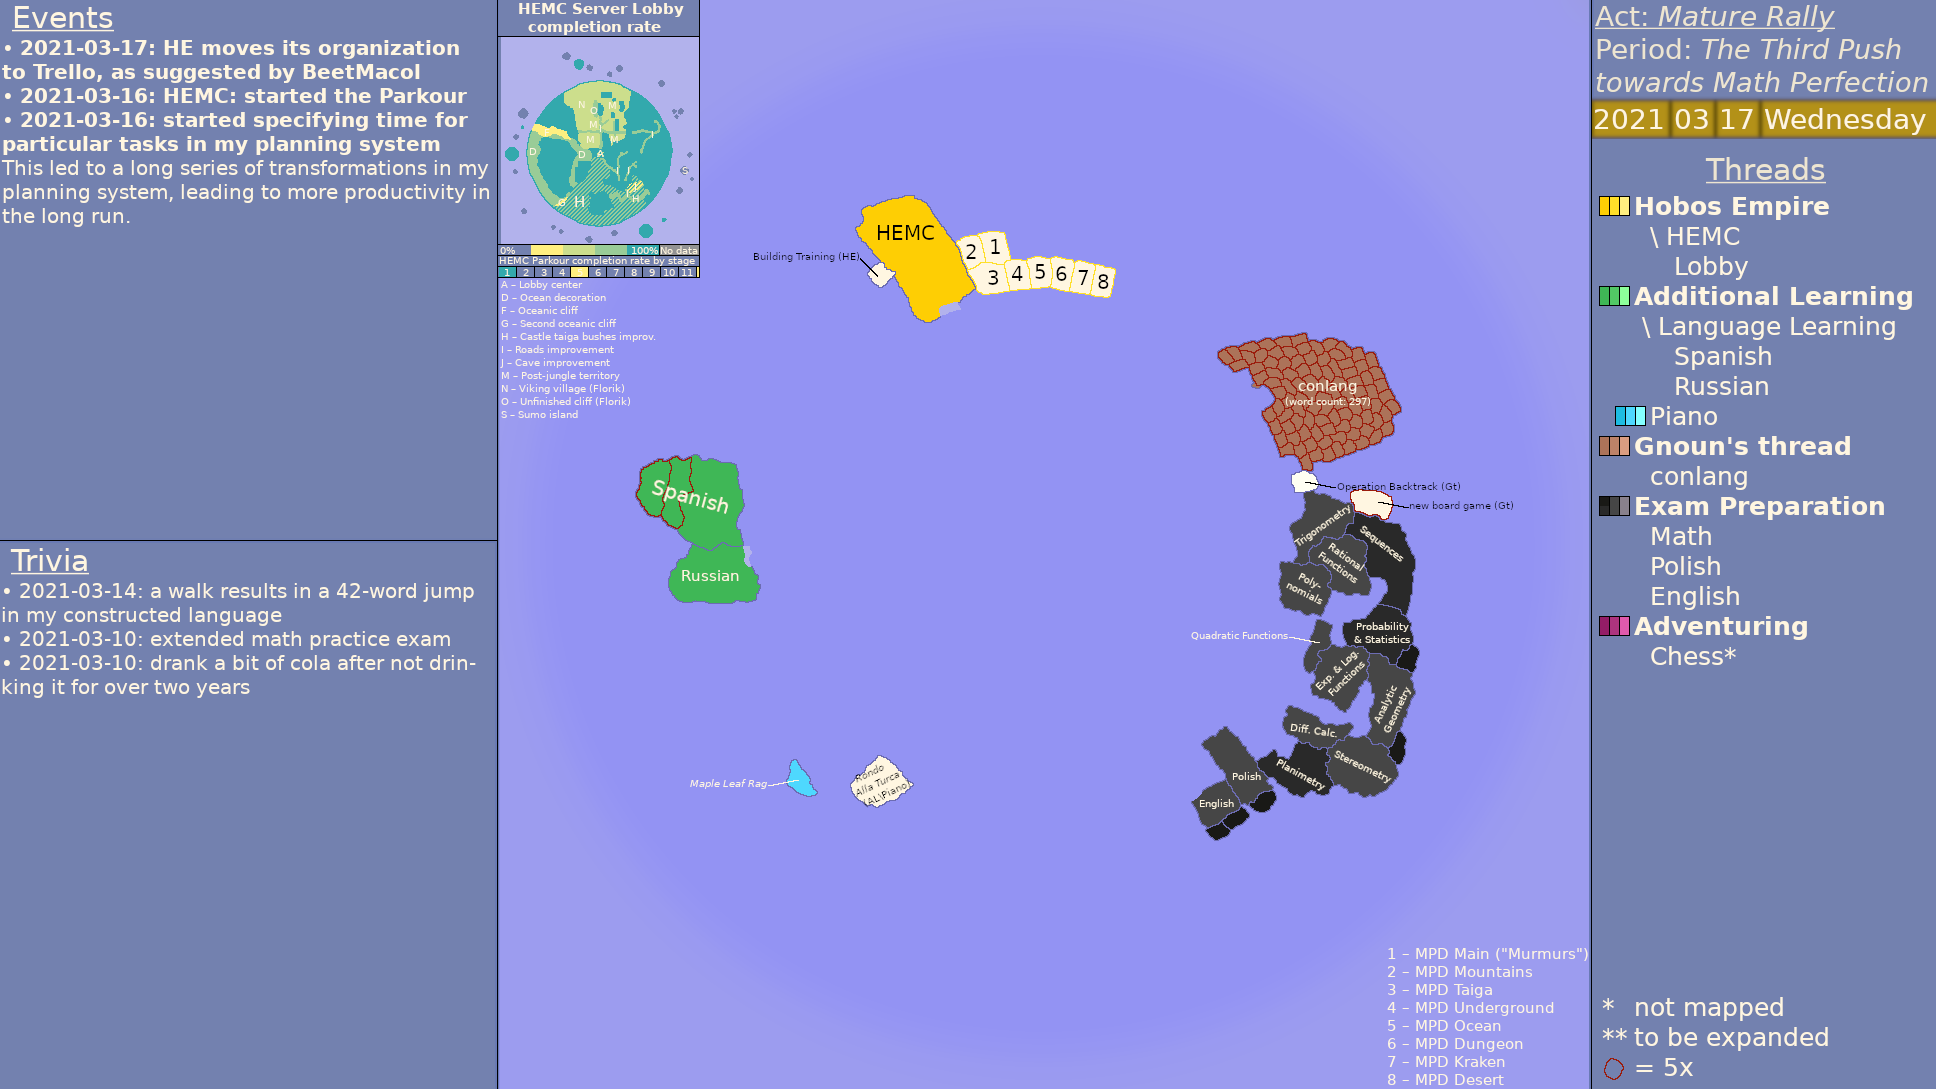 Events
• 2021-03-17: HE moves its organization
to Trello, as suggested by BeetMacol
• 2021-03-16: HEMC: started the Parkour
• 2021-03-16: started specifying time for
particular tasks in my planning system
This led to a long series of transformations in my
planning system, leading to more productivity in
the long run.
Trivia
• 2021-03-14: a walk results in a 42-word jump
in my constructed language
• 2021-03-10: extended math practice exam
• 2021-03-10: drank a bit of cola after not drin-
king it for over two years
HEMC Server Lobby
completion rate
N
O
M
M
I
M
M
D
D
A
I
J
S
G
H
F
H
0%
100%
No data
HEMC Parkour completion rate by stage
1 2 3 4 5 6 7 8 9 10 11
A – Lobby center
D – Ocean decoration
F – Oceanic cliff
G – Second oceanic cliff
H – Castle taiga bushes improv.
I – Roads improvement
J – Cave improvement
M – Post-jungle territory
N – Viking village (Florik)
O – Unfinished cliff (Florik)
S – Sumo island
HEMC
Building Training (HE)
2 1
3 4 5 6 7 8
conlang
(word count: 297)
Operation Backtrack (Gt)
new board game (Gt)
Spanish
Russian
Trigonometry
Sequences
Rational
Functions
Poly-
nomials
Quadratic Functions
Probability
& Statistics
Exp. & Log.
Functions
Analytic
Geometry
Diff. Calc.
Stereometry
Planimetry
Polish
English
Maple Leaf Rag
Rondo
Alla Turca
(AL\Piano)
1 – MPD Main ("Murmurs")
2 – MPD Mountains
3 – MPD Taiga
4 – MPD Underground
5 – MPD Ocean
6 – MPD Dungeon
7 – MPD Kraken
8 – MPD Desert
Act: Mature Rally
Period: The Third Push
towards Math Perfection
2021 03 17 Wednesday
Threads
Hobos Empire
\ HEMC
Lobby
Additional Learning
\ Language Learning
Spanish
Russian
Piano
Gnoun's thread
conlang
Exam Preparation
Math
Polish
English
Adventuring
Chess*
* not mapped
** to be expanded
= 5x